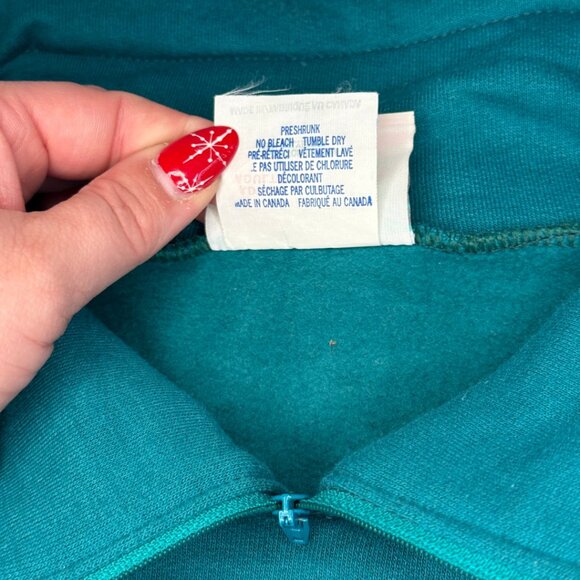 PRESHRUNK
NO BLEACH TUMBLE DRY
PRÉ-RÉTRÉCI VÊTEMENT LAVÉ
E PAS UTILISER DE CHLORURE
DÉCOLORANT
SÉCHAGE PAR CULBUTAGE
MADE IN CANADA FABRIQUÉ AU CANADA